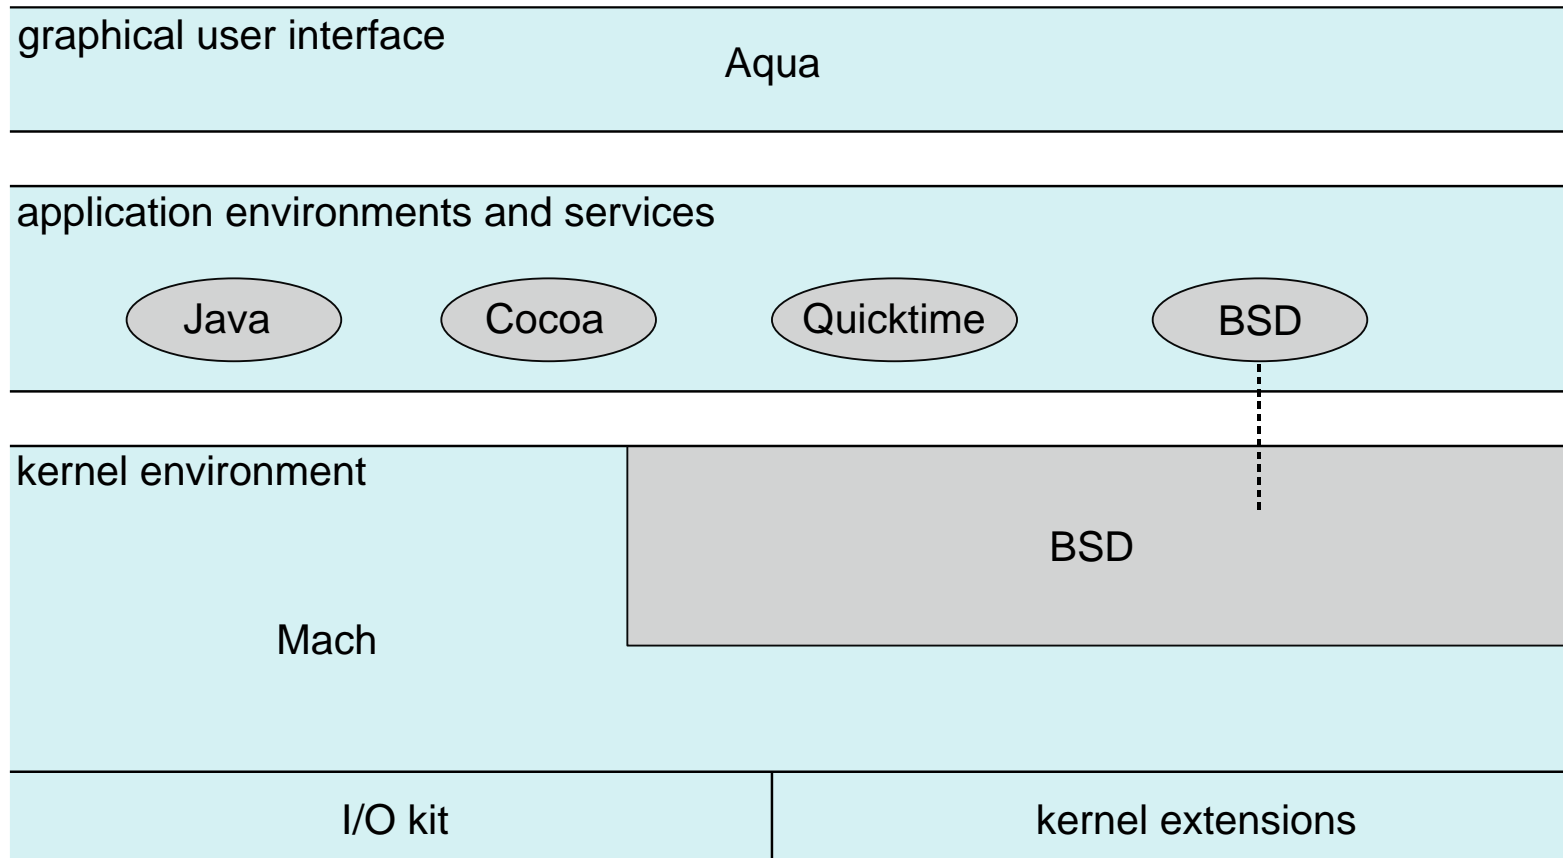 graphical user interface
Aqua
application environments and services
Java
Cocoa
Quicktime
BSD
kernel environment
BSD
Mach
I/O kit
kernel extensions